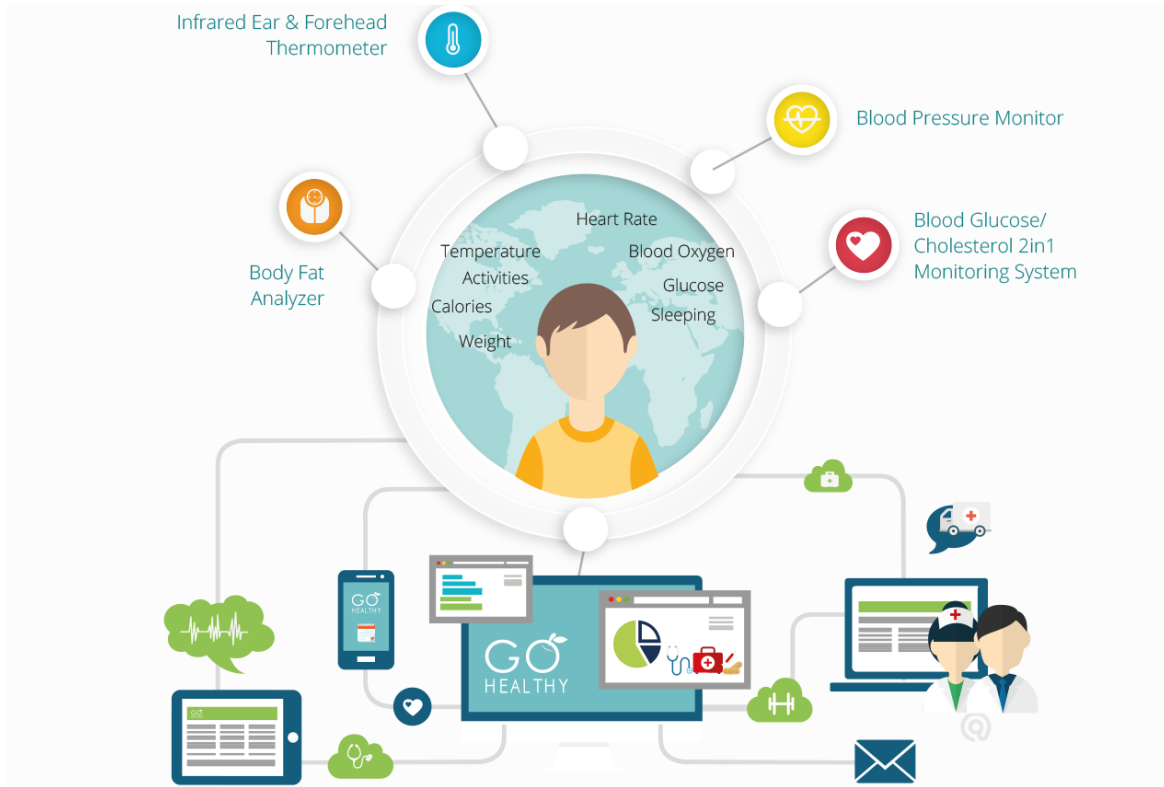 Infrared Ear & Forehead
Thermometer
Blood Pressure Monitor
Body Fat
Analyzer
Blood Glucose/
Cholesterol 2in1
Monitoring System
Heart Rate
Temperature
Blood Oxygen
Activities
Glucose
Calories
Sleeping
Weight
GO
HEALTHY
GO
HEALTHY
GO
@